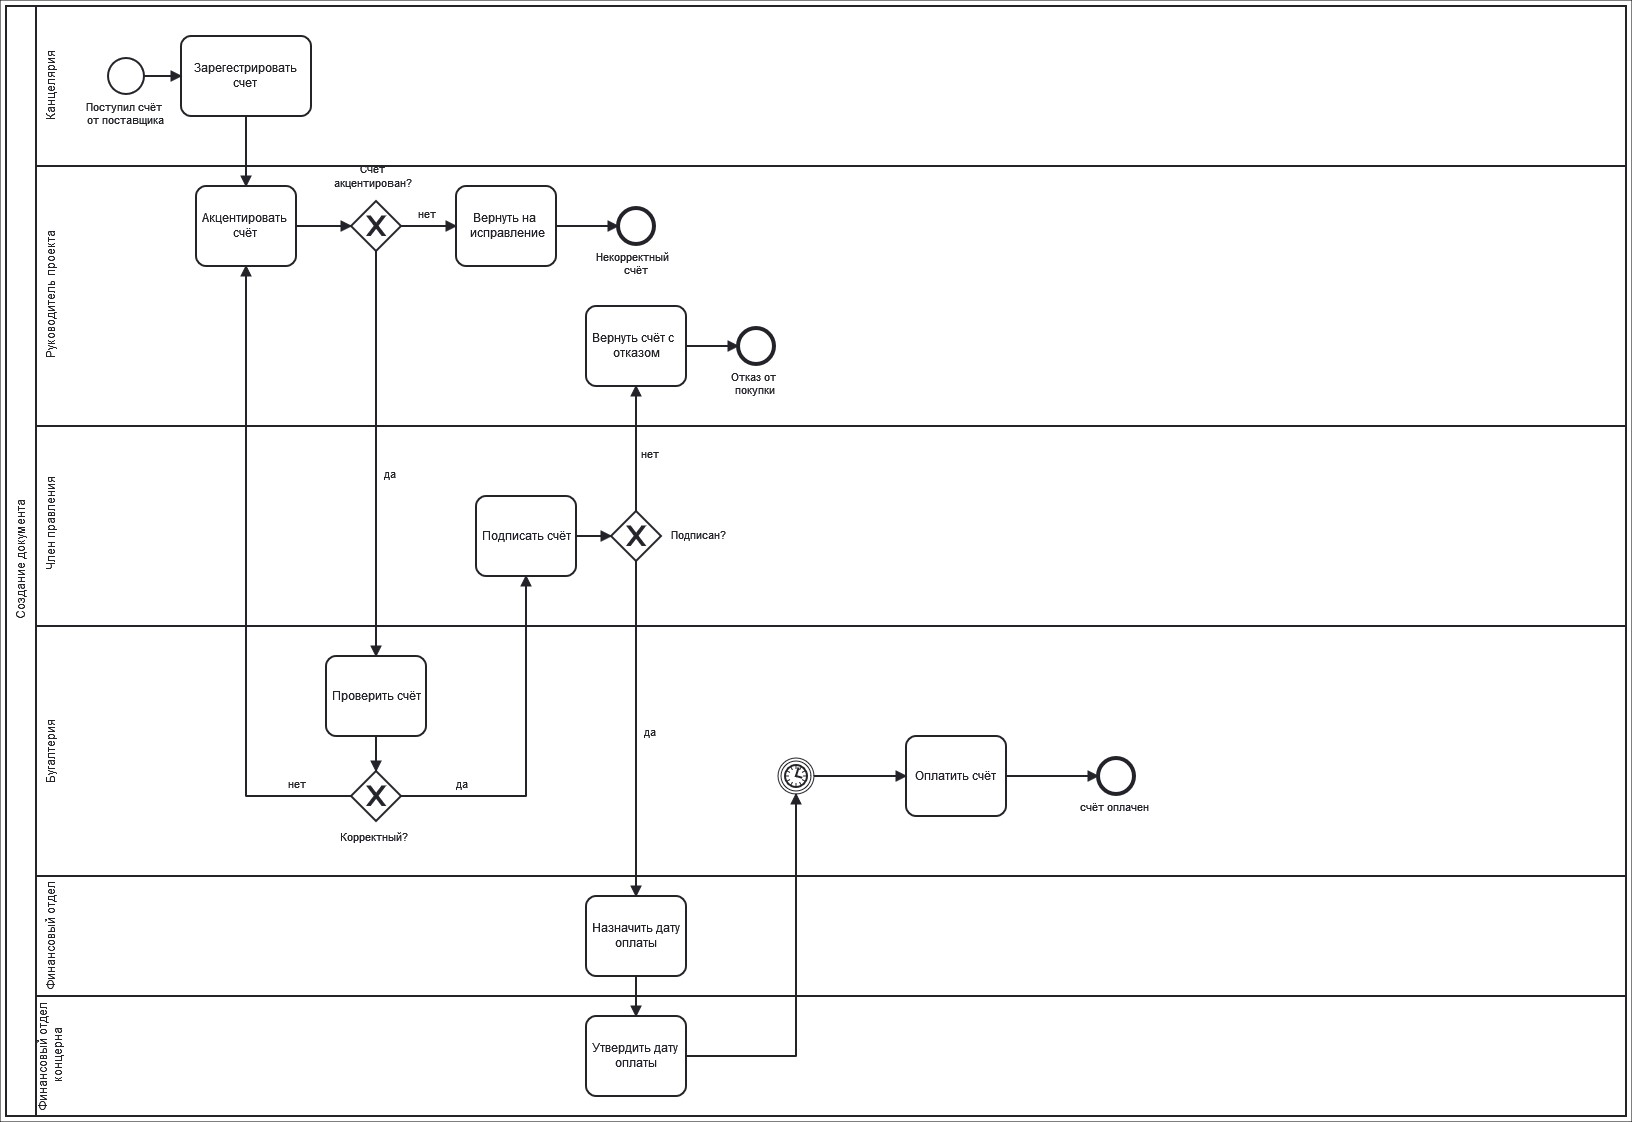 Создание документа
Канцелярия
Поступил счёт
от поставщика
Зарегестрировать
счет
Руководитель проекта
Акцентировать
счёт
Счёт
акцентирован?
нет
Вернуть на
исправление
Некорректный
счёт
Вернуть счёт с
отказом
Отказ от
покупки
Член правления
да
Подписать счёт
нет
Подписан?
Бугалтерия
Проверить счёт
нет
да
Корректный?
да
Оплатить счёт
счёт оплачен
Финансовый отдел
Назначить дату
оплаты
Финансовый отдел
концерна
Утвердить дату
оплаты